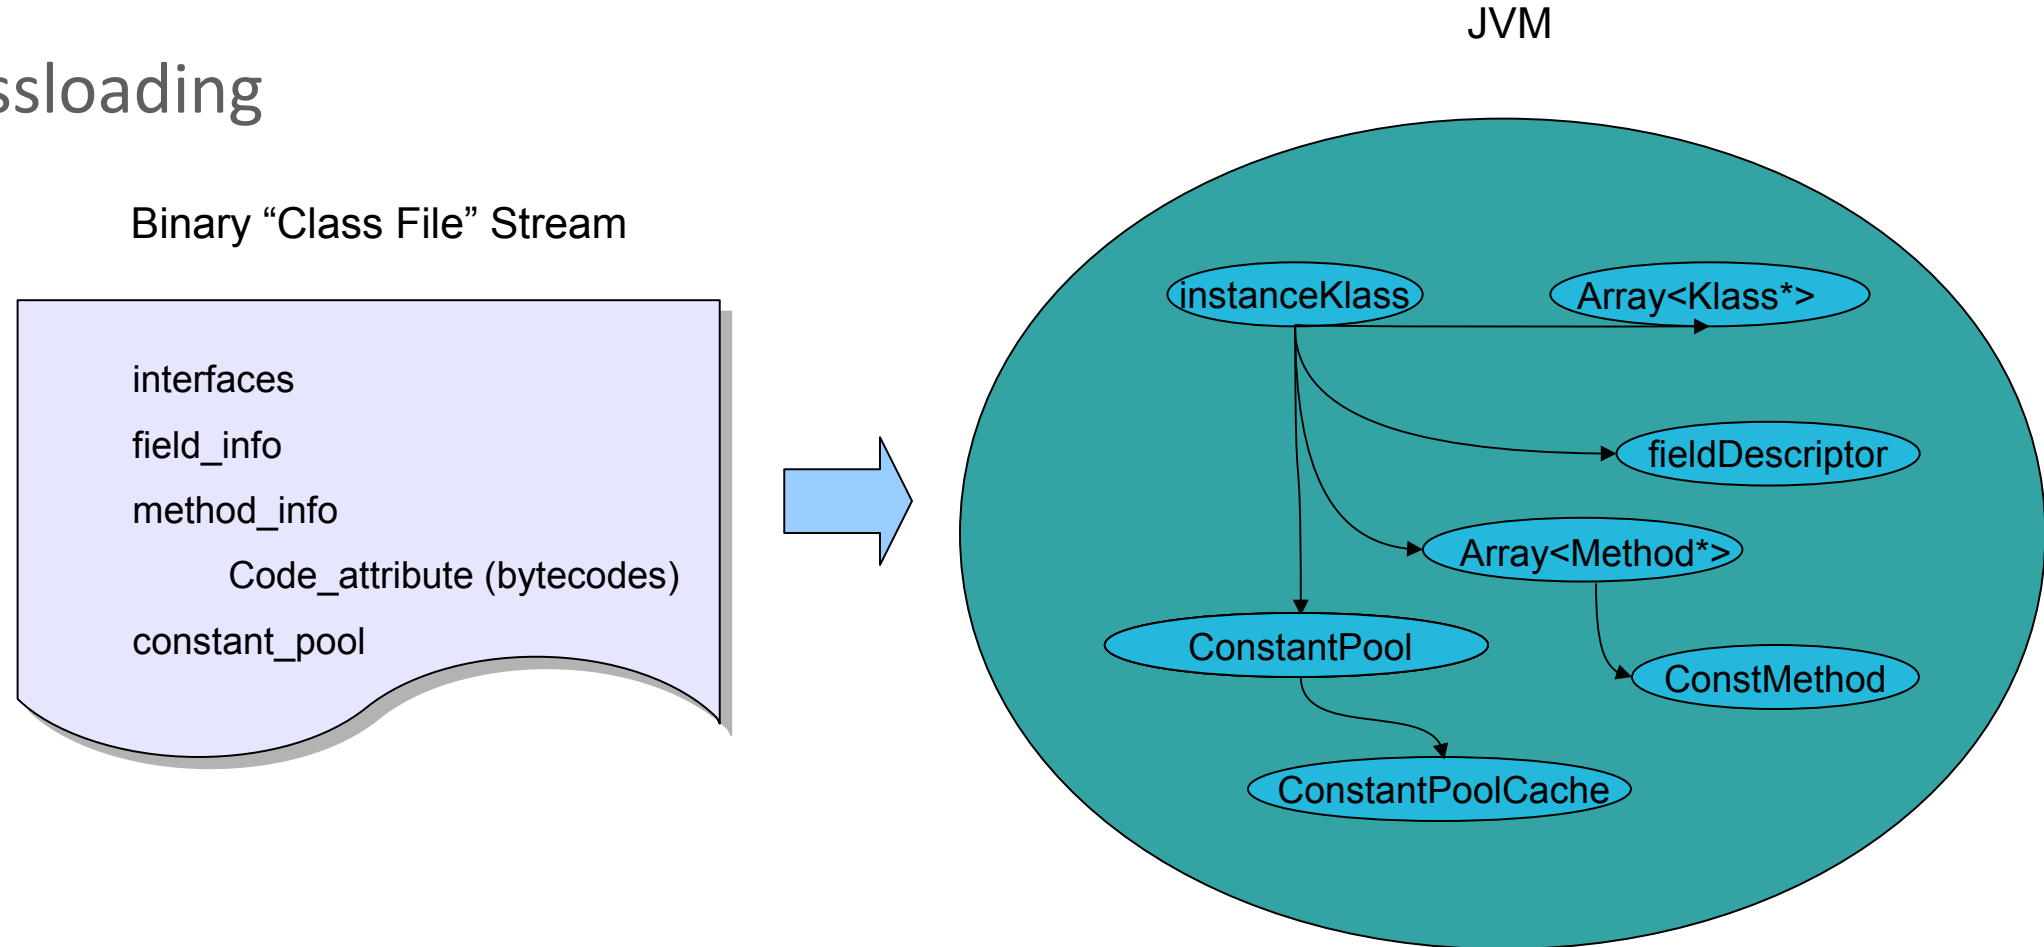 JVM
ssloading
Binary “Class File” Stream
interfaces
field_info
method_info
Code_attribute (bytecodes)
constant_pool
instanceKlass
Array<Klass*>
fieldDescriptor
Array<Method*>
ConstantPool
ConstMethod
ConstantPoolCache